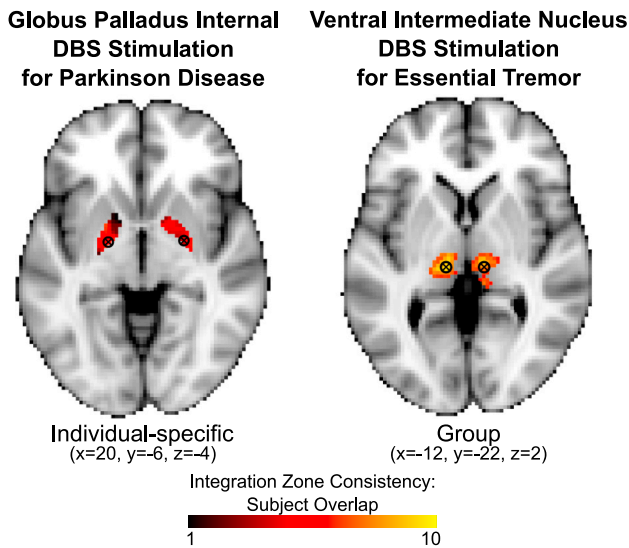 Globus Palladus Internal
DBS Stimulation
for Parkinson Disease
Ventral Intermediate Nucleus
DBS Stimulation
for Essential Tremor
Individual-specific
(x=20, y=-6, z=-4)
Group
(x=-12, y=-22, z=2)
Integration Zone Consistency:
Subject Overlap
1 10